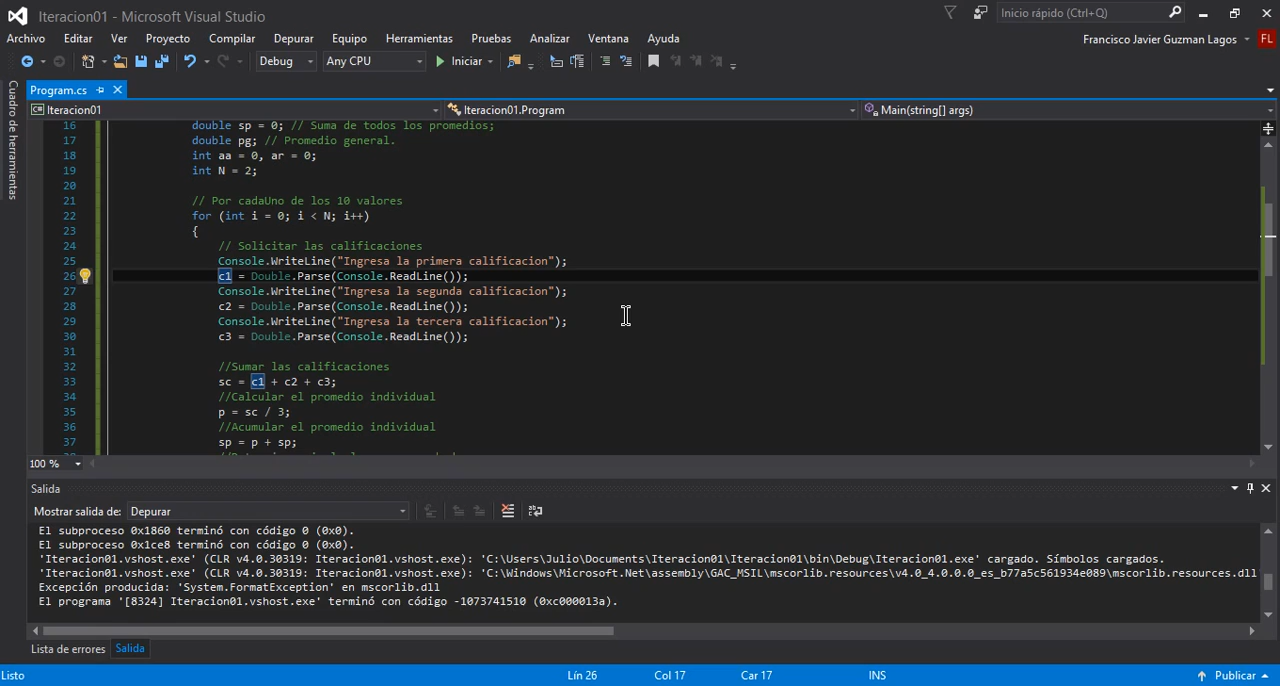 Iteracion01 - Microsoft Visual Studio
Inicio rápido (Ctrl+Q)
Archivo Editar Ver Proyecto Compilar Depurar Equipo Herramientas Pruebas Analizar Ventana Ayuda
Francisco Javier Guzman Lagos FL
Debug Any CPU Iniciar
Cuadro de herramientas
Program.cs
Iteracion01 Iteracion01.Program Main(string[] args)
16 double sp = 0; // Suma de todos los promedios;
17 double pg; // Promedio general.
18 int aa = 0, ar = 0;
19 int N = 2;
20
21 // Por cadaUno de los 10 valores
22 for (int i = 0; i < N; i++)
23 {
24 // Solicitar las calificaciones
25 Console.WriteLine("Ingresa la primera calificacion");
26 c1 = Double.Parse(Console.ReadLine());
27 Console.WriteLine("Ingresa la segunda calificacion");
28 c2 = Double.Parse(Console.ReadLine());
29 Console.WriteLine("Ingresa la tercera calificacion");
30 c3 = Double.Parse(Console.ReadLine());
31
32 //Sumar las calificaciones
33 sc = c1 + c2 + c3;
34 //Calcular el promedio individual
35 p = sc / 3;
36 //Acumular el promedio individual
37 sp = p + sp;
100 %
Salida
Mostrar salida de: Depurar
El subproceso 0x1860 terminó con código 0 (0x0).
El subproceso 0x1ce8 terminó con código 0 (0x0).
'Iteracion01.vshost.exe' (CLR v4.0.30319: Iteracion01.vshost.exe): 'C:\Users\Julio\Documents\Iteracion01\Iteracion01\bin\Debug\Iteracion01.exe' cargado. Símbolos cargados.
'Iteracion01.vshost.exe' (CLR v4.0.30319: Iteracion01.vshost.exe): 'C:\Windows\Microsoft.Net\assembly\GAC_MSIL\mscorlib.resources\v4.0_4.0.0.0_es_b77a5c561934e089\mscorlib.resources.dll
Excepción producida: 'System.FormatException' en mscorlib.dll
El programa '[8324] Iteracion01.vshost.exe' terminó con código -1073741510 (0xc000013a).
Lista de errores Salida
Listo Lín 26 Col 17 Car 17 INS Publicar